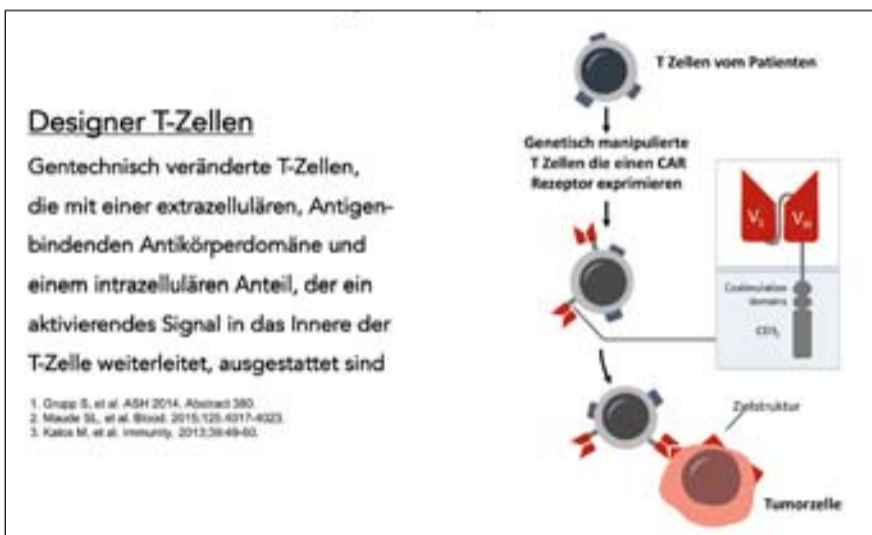 Designer T-Zellen
Gentechnisch veränderte T-Zellen,
die mit einer extrazellulären, Antigen-
bindenden Antikörperdomäne und
einem intrazellulären Anteil, der ein
aktivierendes Signal in das Innere der
T-Zelle weiterleitet, ausgestattet sind
1. Grupp S, et al. ASH 2014. Abstract 380.
2. Maude SL, et al. Blood. 2015;125:4017-4023.
3. Kalos M, et al. Immunity. 2013;39:49-60.
T Zellen vom Patienten
Genetisch manipulierte
T Zellen die einen CAR
Rezeptor exprimieren
V
V
Costimulation
domains
CD3
Zielstruktur
Tumorzelle